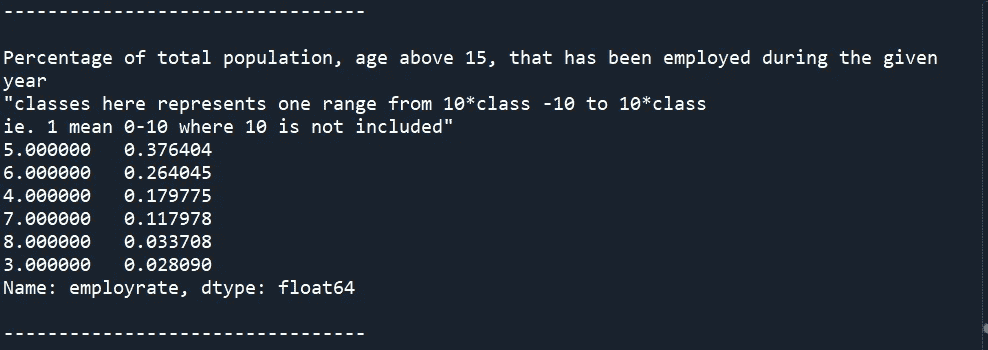 ---------------------------------
Percentage of total population, age above 15, that has been employed during the given
year
"classes here represents one range from 10*class -10 to 10*class
ie. 1 mean 0-10 where 10 is not included"
5.000000   0.376404
6.000000   0.264045
4.000000   0.179775
7.000000   0.117978
8.000000   0.033708
3.000000   0.028090
Name: employrate, dtype: float64
---------------------------------